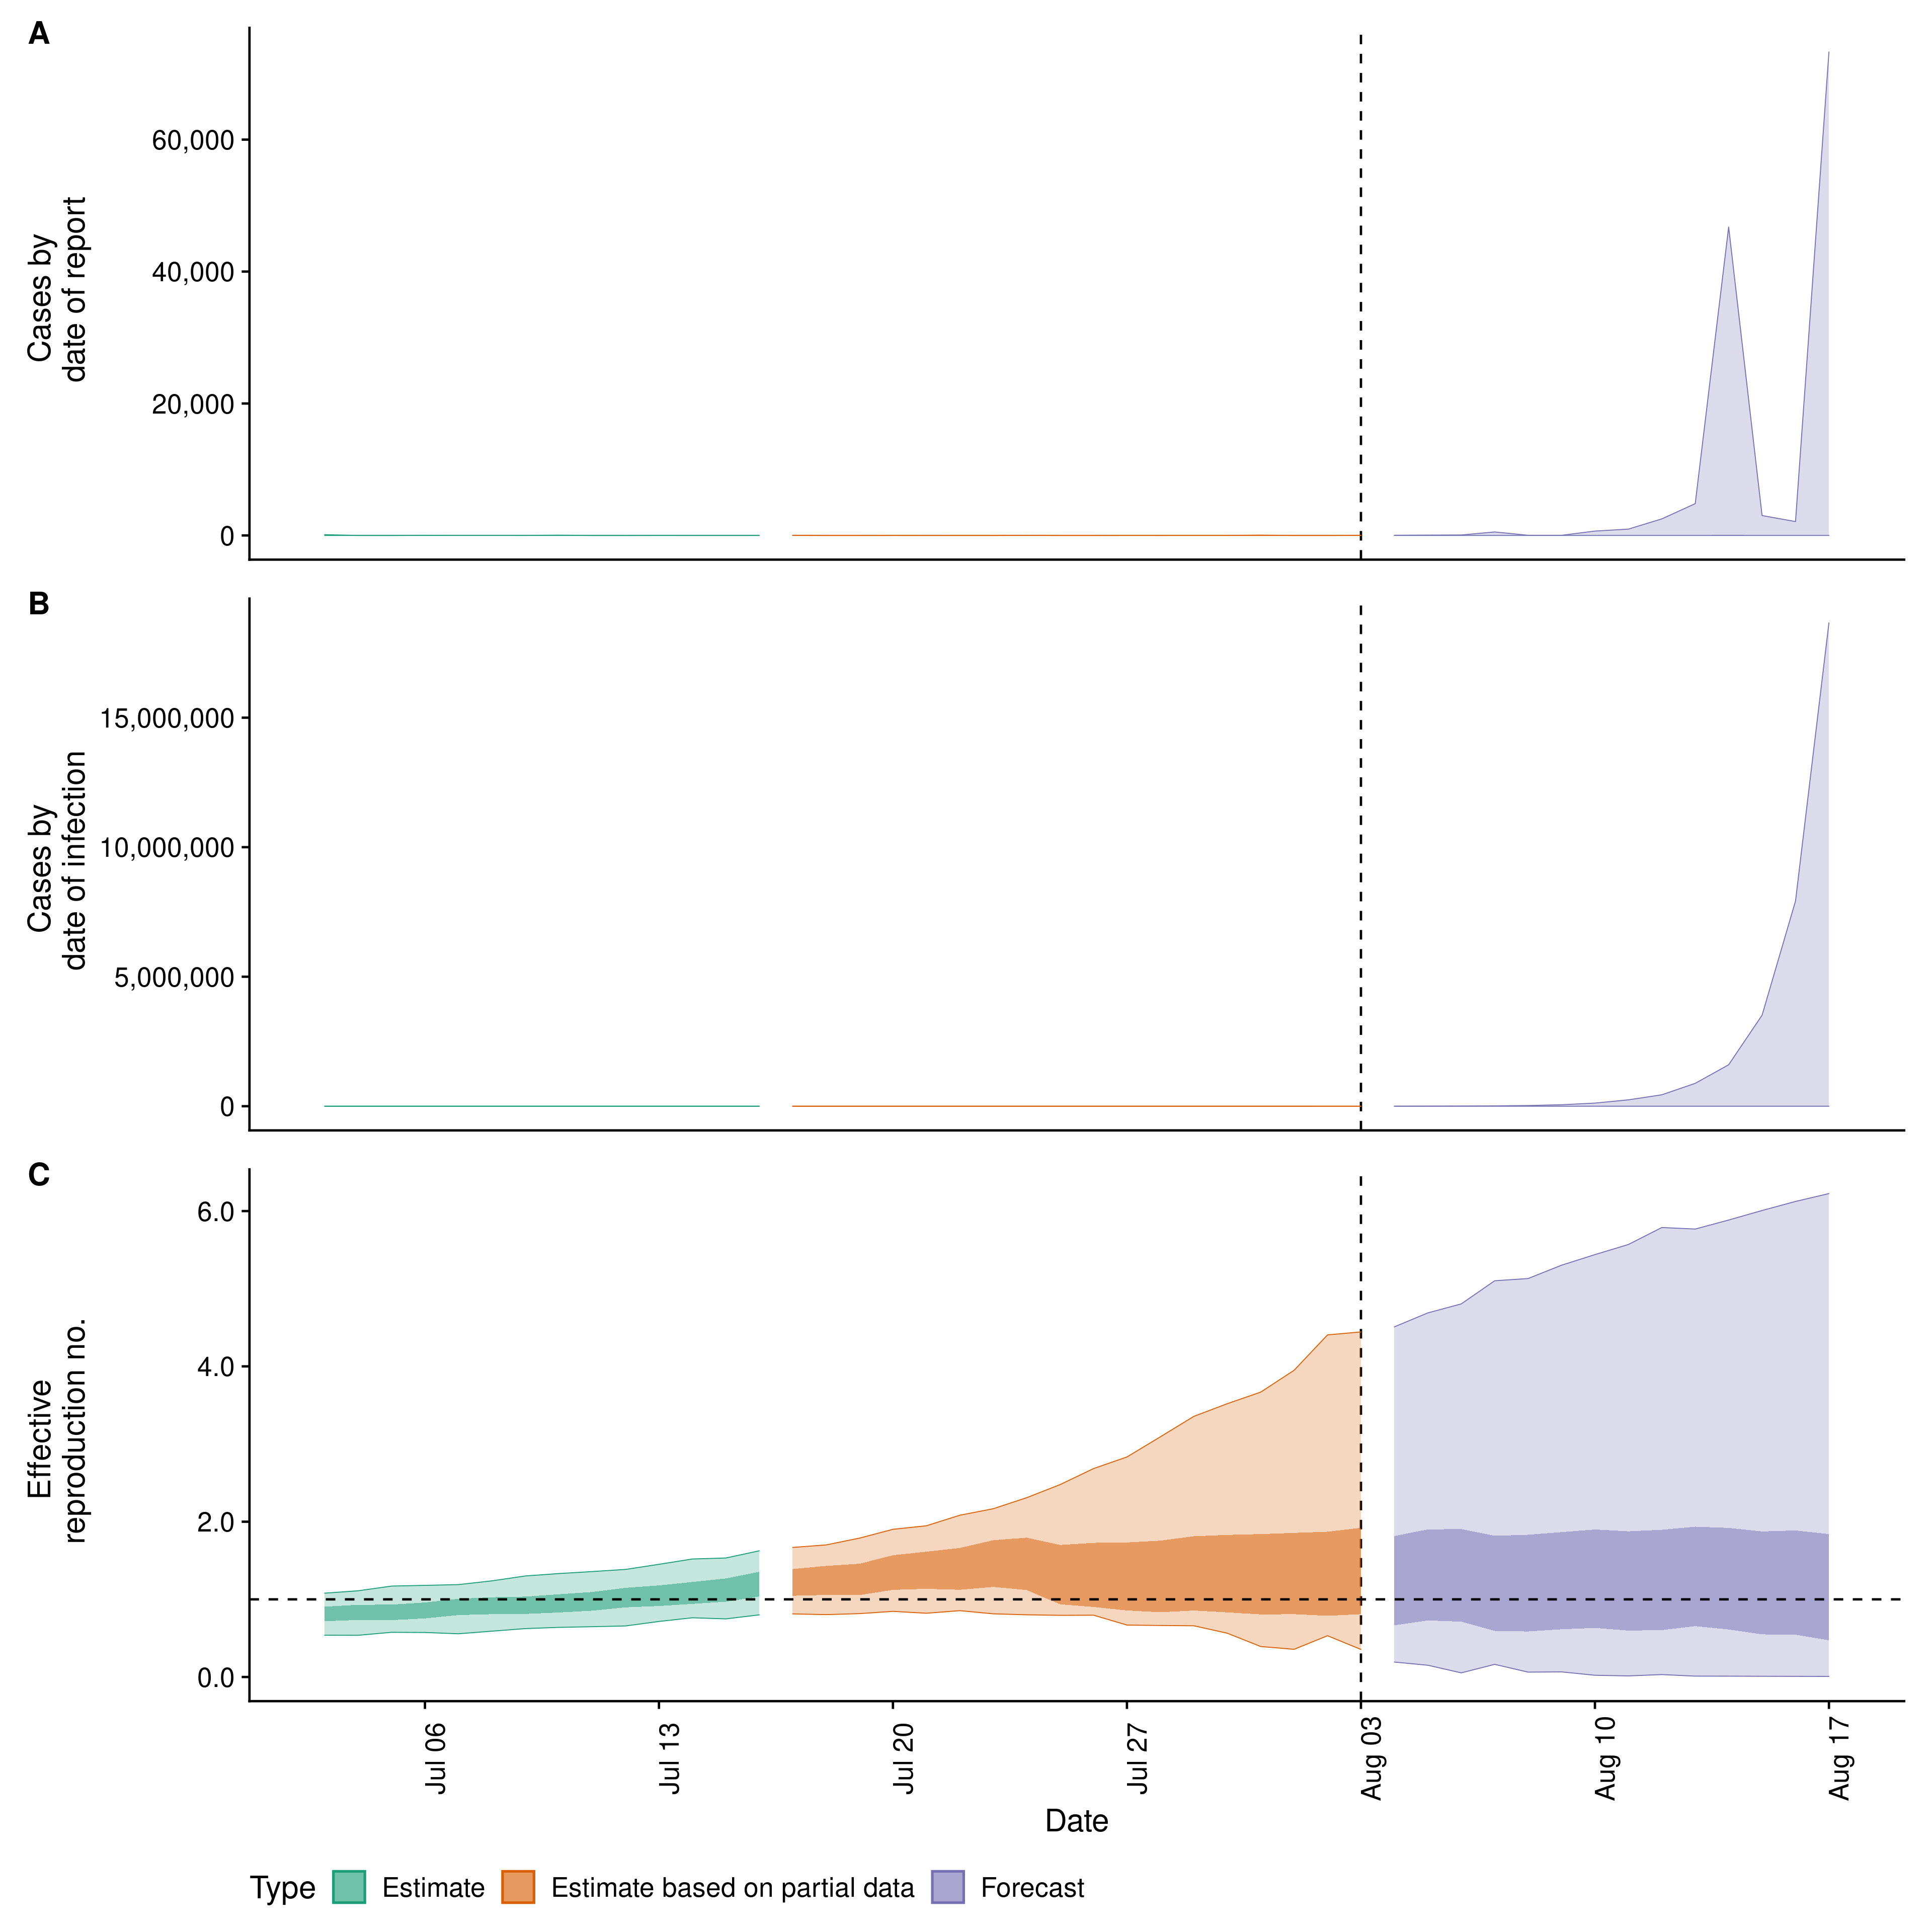 A
Cases by
date of report
60,000
40,000
20,000
0
B
Cases by
date of infection
15,000,000
10,000,000
5,000,000
0
C
Effective
reproduction no.
6.0
4.0
2.0
0.0
Jul 06
Jul 13
Jul 20
Jul 27
Aug 03
Aug 10
Aug 17
Date
Type Estimate Estimate based on partial data Forecast